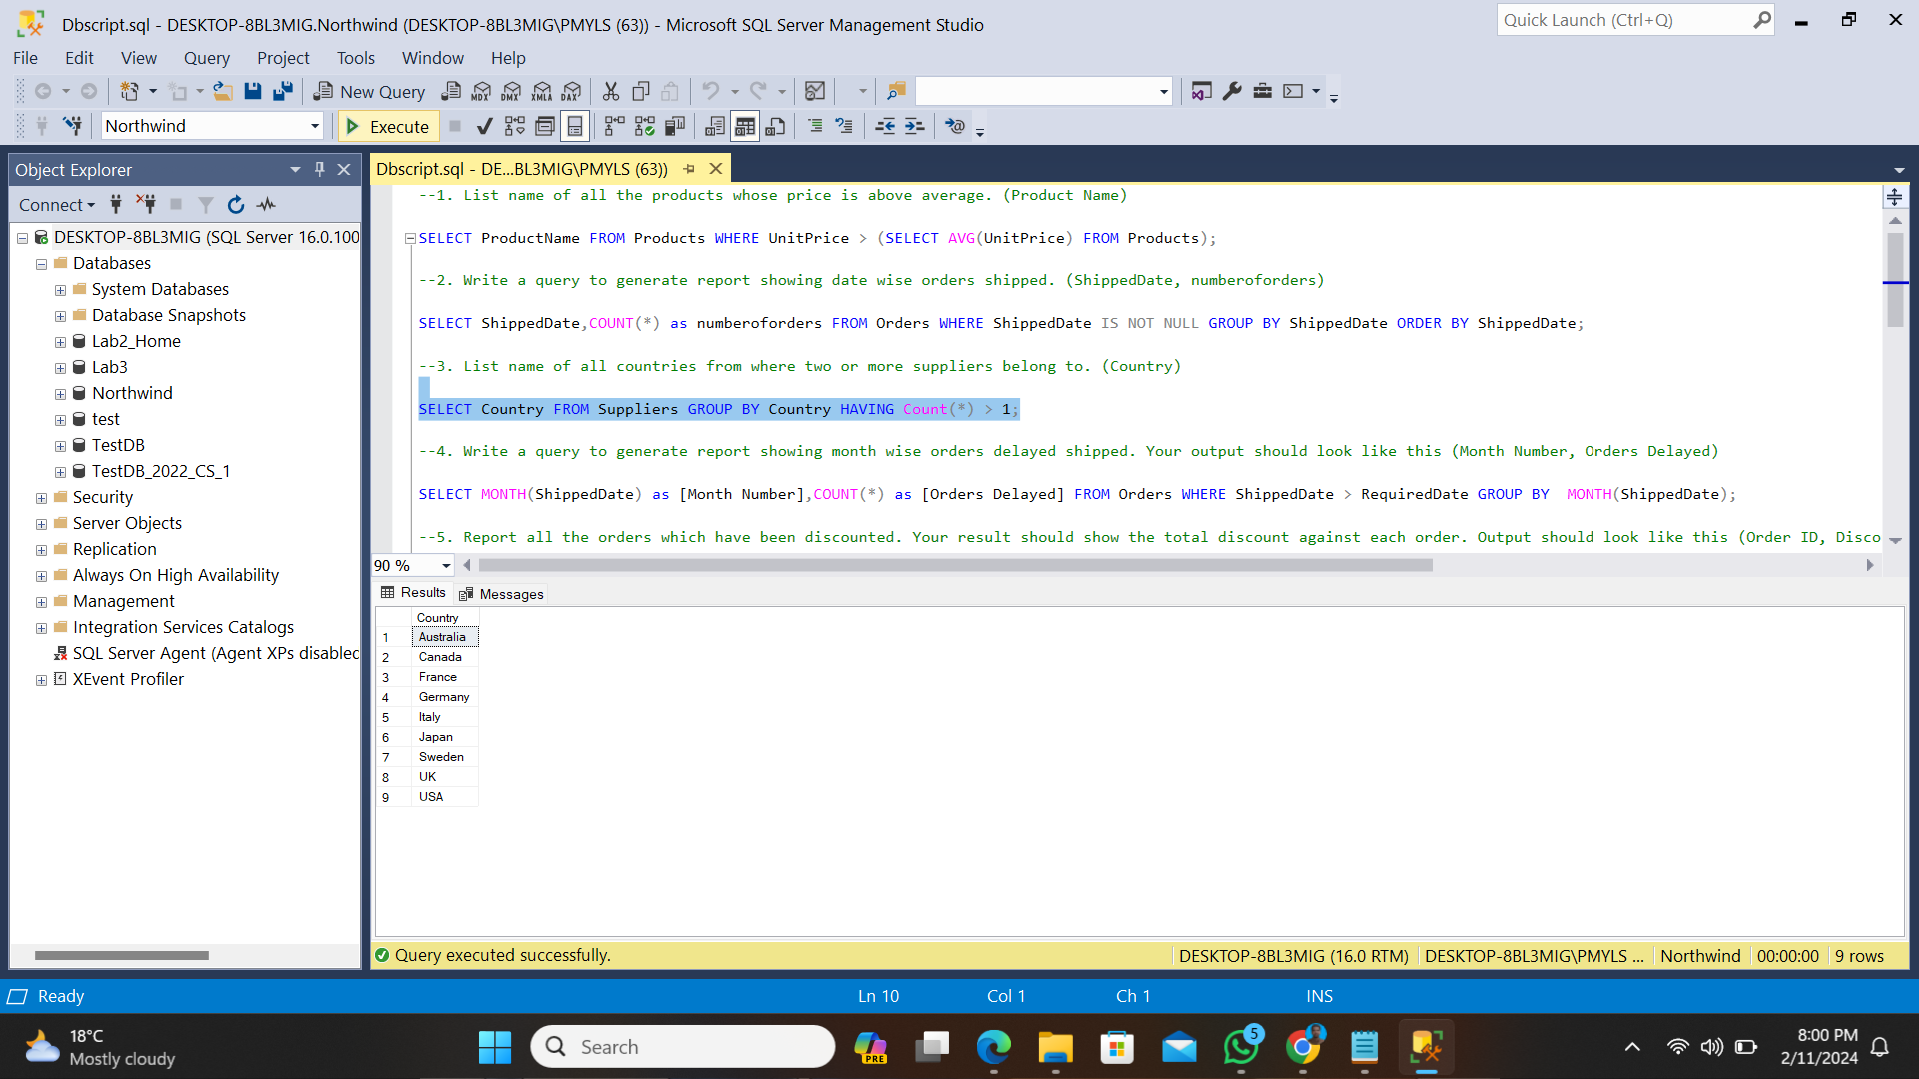 Dbscript.sql - DESKTOP-8BL3MIG.Northwind (DESKTOP-8BL3MIG\PMYLS (63)) - Microsoft SQL Server Management Studio
Quick Launch (Ctrl+Q)
File Edit View Query Project Tools Window Help
New Query MDX DMX XMLA DAX
Northwind Execute
Object Explorer
Connect
DESKTOP-8BL3MIG (SQL Server 16.0.100
Databases
System Databases
Database Snapshots
Lab2_Home
Lab3
Northwind
test
TestDB
TestDB_2022_CS_1
Security
Server Objects
Replication
Always On High Availability
Management
Integration Services Catalogs
SQL Server Agent (Agent XPs disabled
XEvent Profiler
Dbscript.sql - DE...BL3MIG\PMYLS (63))
--1. List name of all the products whose price is above average. (Product Name)
SELECT ProductName FROM Products WHERE UnitPrice > (SELECT AVG(UnitPrice) FROM Products);
--2. Write a query to generate report showing date wise orders shipped. (ShippedDate, numberoforders)
SELECT ShippedDate,COUNT(*) as numberoforders FROM Orders WHERE ShippedDate IS NOT NULL GROUP BY ShippedDate ORDER BY ShippedDate;
--3. List name of all countries from where two or more suppliers belong to. (Country)
SELECT Country FROM Suppliers GROUP BY Country HAVING Count(*) > 1;
--4. Write a query to generate report showing month wise orders delayed shipped. Your output should look like this (Month Number, Orders Delayed)
SELECT MONTH(ShippedDate) as [Month Number],COUNT(*) as [Orders Delayed] FROM Orders WHERE ShippedDate > RequiredDate GROUP BY  MONTH(ShippedDate);
--5. Report all the orders which have been discounted. Your result should show the total discount against each order. Output should look like this (Order ID, Disco
90 %
Results Messages
Country
1 Australia
2 Canada
3 France
4 Germany
5 Italy
6 Japan
7 Sweden
8 UK
9 USA
Query executed successfully. DESKTOP-8BL3MIG (16.0 RTM) DESKTOP-8BL3MIG\PMYLS ... Northwind 00:00:00 9 rows
Ready Ln 10 Col 1 Ch 1 INS
18°C
Mostly cloudy
Search
PRE
5
8:00 PM
2/11/2024